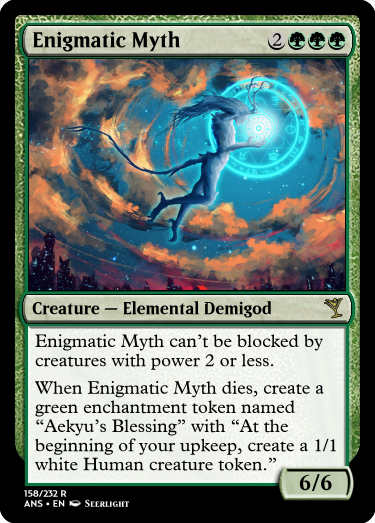 Enigmatic Myth 2
Creature — Elemental Demigod
Enigmatic Myth can't be blocked by
creatures with power 2 or less.
When Enigmatic Myth dies, create a
green enchantment token named
“Aekyu's Blessing” with “At the
beginning of your upkeep, create a 1/1
white Human creature token.”
6/6
158/232 R
ANS • EN Seerlight